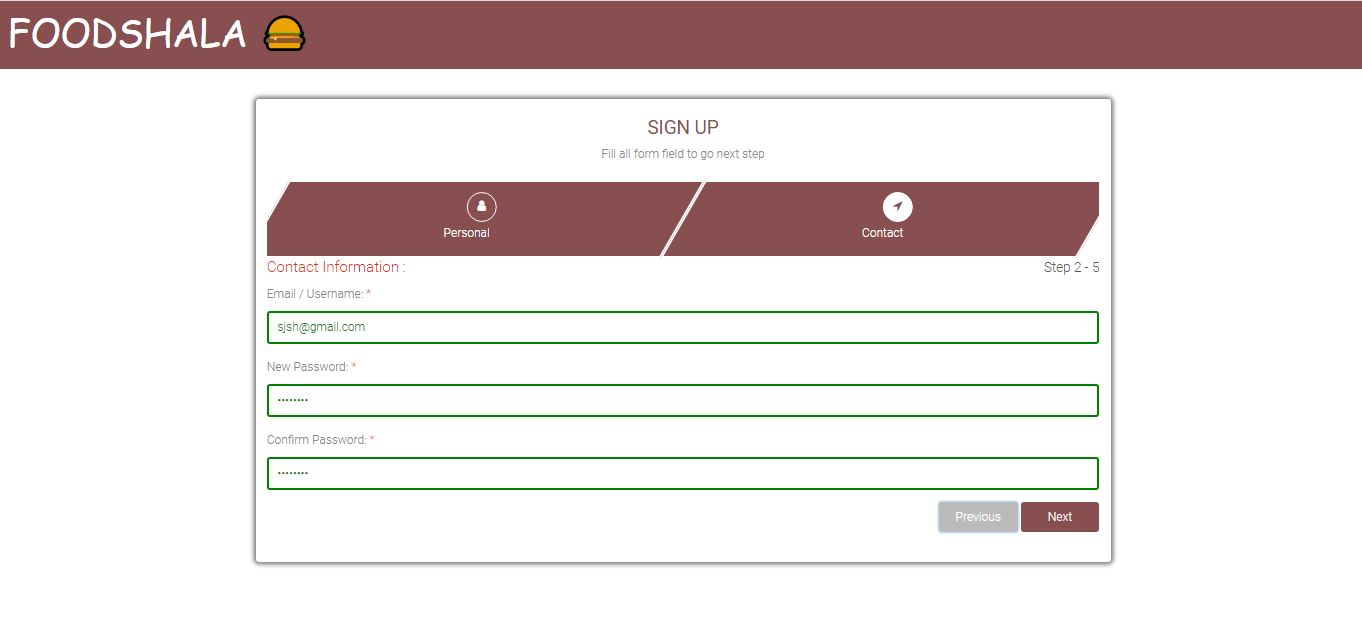 FOODSHALA
SIGN UP
Fill all form field to go next step
Personal
Contact
Contact Information :
Step 2 - 5
Email / Username: *
sjsh@gmail.com
New Password: *
••••••••
Confirm Password: *
••••••••
Previous
Next